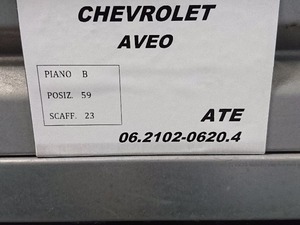 CHEVROLET
AVEO
PIANO B
POSIZ. 59
SCAFF. 23
ATE
06.2102-0620.4